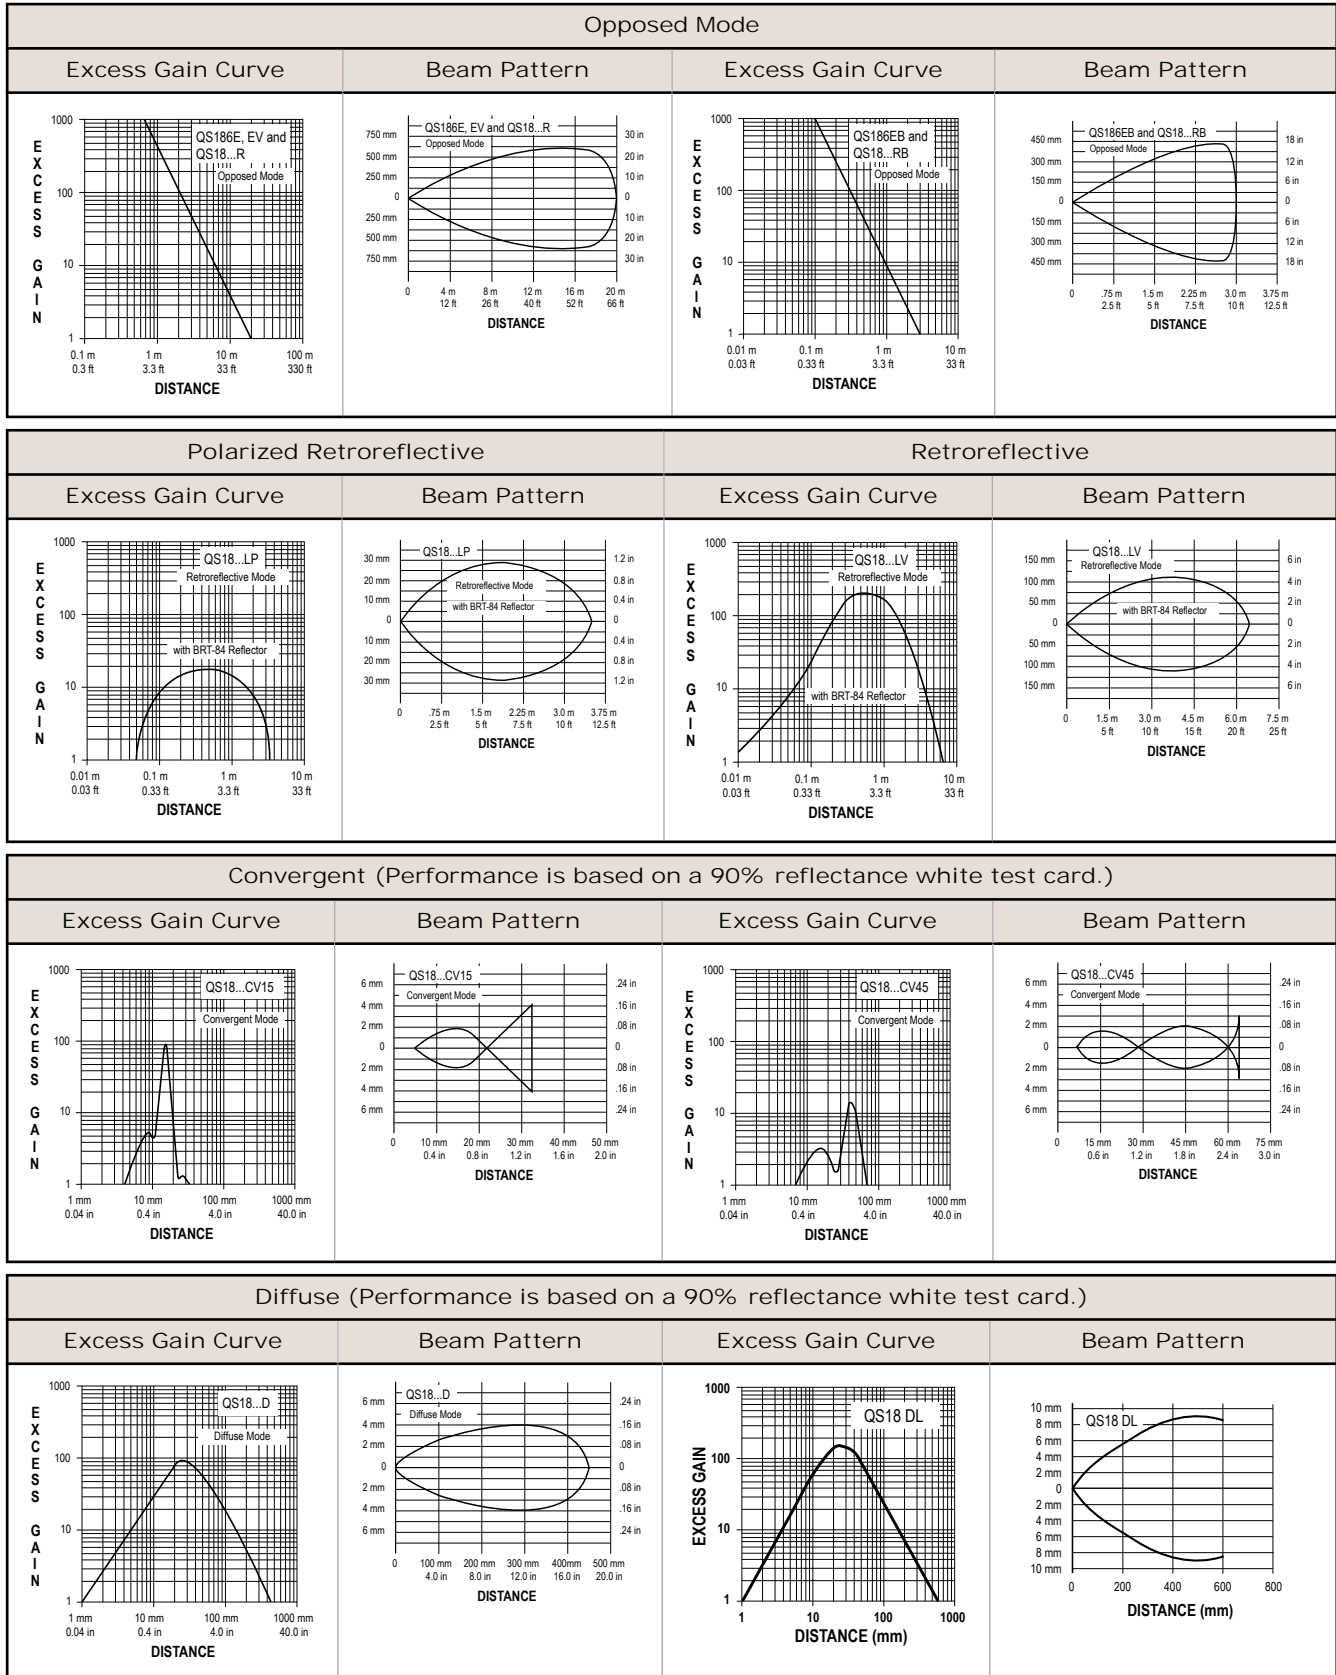 Opposed Mode
Excess Gain Curve
Beam Pattern
Excess Gain Curve
Beam Pattern
EXCESS GAIN
1000
100
10
1
QS186E, EV and
QS18...R
Opposed Mode
0.1 m 1 m 10 m 100 m
0.3 ft 3.3 ft 33 ft 330 ft
DISTANCE
750 mm
500 mm
250 mm
0
250 mm
500 mm
750 mm
QS186E, EV and QS18...R
Opposed Mode
30 in
20 in
10 in
0
10 in
20 in
30 in
0 4 m 8 m 12 m 16 m 20 m
12 ft 26 ft 40 ft 52 ft 66 ft
DISTANCE
EXCESS GAIN
1000
100
10
1
QS186EB and
QS18...RB
Opposed Mode
0.01 m 0.1 m 1 m 10 m
0.03 ft 0.33 ft 3.3 ft 33 ft
DISTANCE
450 mm
300 mm
150 mm
0
150 mm
300 mm
450 mm
QS186EB and QS18...RB
Opposed Mode
18 in
12 in
6 in
0
6 in
12 in
18 in
0 .75 m 1.5 m 2.25 m 3.0 m 3.75 m
2.5 ft 5 ft 7.5 ft 10 ft 12.5 ft
DISTANCE
Polarized Retroreflective
Retroreflective
Excess Gain Curve
Beam Pattern
Excess Gain Curve
Beam Pattern
EXCESS GAIN
1000
100
10
1
QS18...LP
Retroreflective Mode
with BRT-84 Reflector
0.01 m 0.1 m 1 m 10 m
0.03 ft 0.33 ft 3.3 ft 33 ft
DISTANCE
30 mm
20 mm
10 mm
0
10 mm
20 mm
30 mm
QS18...LP
Retroreflective Mode
with BRT-84 Reflector
1.2 in
0.8 in
0.4 in
0
0.4 in
0.8 in
1.2 in
0 .75 m 1.5 m 2.25 m 3.0 m 3.75 m
2.5 ft 5 ft 7.5 ft 10 ft 12.5 ft
DISTANCE
EXCESS GAIN
1000
100
10
1
QS18...LV
Retroreflective Mode
with BRT-84 Reflector
0.01 m 0.1 m 1 m 10 m
0.03 ft 0.33 ft 3.3 ft 33 ft
DISTANCE
150 mm
100 mm
50 mm
0
50 mm
100 mm
150 mm
QS18...LV
Retroreflective Mode
with BRT-84 Reflector
6 in
4 in
2 in
0
2 in
4 in
6 in
0 1.5 m 3.0 m 4.5 m 6.0 m 7.5 m
5 ft 10 ft 15 ft 20 ft 25 ft
DISTANCE
Convergent (Performance is based on a 90% reflectance white test card.)
Excess Gain Curve
Beam Pattern
Excess Gain Curve
Beam Pattern
EXCESS GAIN
1000
100
10
1
QS18...CV15
Convergent Mode
1 mm 10 mm 100 mm 1000 mm
0.04 in 0.4 in 4.0 in 40.0 in
DISTANCE
6 mm
4 mm
2 mm
0
2 mm
4 mm
6 mm
QS18...CV15
Convergent Mode
.24 in
.16 in
.08 in
0
.08 in
.16 in
.24 in
0 10 mm 20 mm 30 mm 40 mm 50 mm
0.4 in 0.8 in 1.2 in 1.6 in 2.0 in
DISTANCE
EXCESS GAIN
1000
100
10
1
QS18...CV45
Convergent Mode
1 mm 10 mm 100 mm 1000 mm
0.04 in 0.4 in 4.0 in 40.0 in
DISTANCE
6 mm
4 mm
2 mm
0
2 mm
4 mm
6 mm
QS18...CV45
Convergent Mode
.24 in
.16 in
.08 in
0
.08 in
.16 in
.24 in
0 15 mm 30 mm 45 mm 60 mm 75 mm
0.6 in 1.2 in 1.8 in 2.4 in 3.0 in
DISTANCE
Diffuse (Performance is based on a 90% reflectance white test card.)
Excess Gain Curve
Beam Pattern
Excess Gain Curve
Beam Pattern
EXCESS GAIN
1000
100
10
1
QS18...D
Diffuse Mode
1 mm 10 mm 100 mm 1000 mm
0.04 in 0.4 in 4.0 in 40.0 in
DISTANCE
6 mm
4 mm
2 mm
0
2 mm
4 mm
6 mm
QS18...D
Diffuse Mode
.24 in
.16 in
.08 in
0
.08 in
.16 in
.24 in
0 100 mm 200 mm 300 mm 400mm 500 mm
4.0 in 8.0 in 12.0 in 16.0 in 20.0 in
DISTANCE
EXCESS GAIN
1000
100
10
1
QS18 DL
1 10 100 1000
DISTANCE (mm)
10 mm
8 mm
6 mm
4 mm
2 mm
0
2 mm
4 mm
6 mm
8 mm
10 mm
QS18 DL
0 200 400 600 800
DISTANCE (mm)